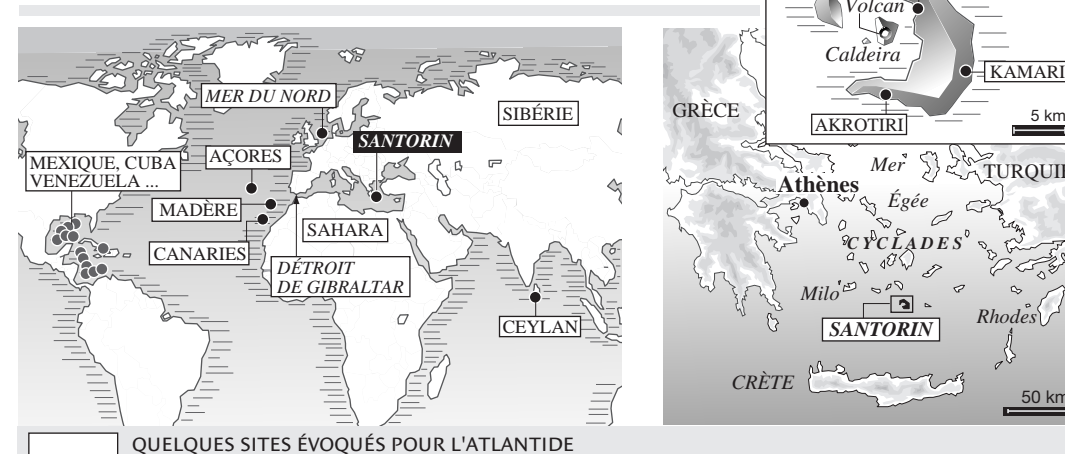 MER DU NORD
SIBÉRIE
SANTORIN
MEXIQUE, CUBA
VENEZUELA ...
AÇORES
MADÈRE
SAHARA
CANARIES
DÉTROIT
DE GIBRALTAR
CEYLAN
QUELQUES SITES ÉVOQUÉS POUR L'ATLANTIDE
Volcan
Caldeira
KAMARI
AKROTIRI
5 km
GRÈCE
Mer
Égée
TURQUIE
Athènes
CYCLADES
Milo
SANTORIN
Rhodes
CRÈTE
50 km